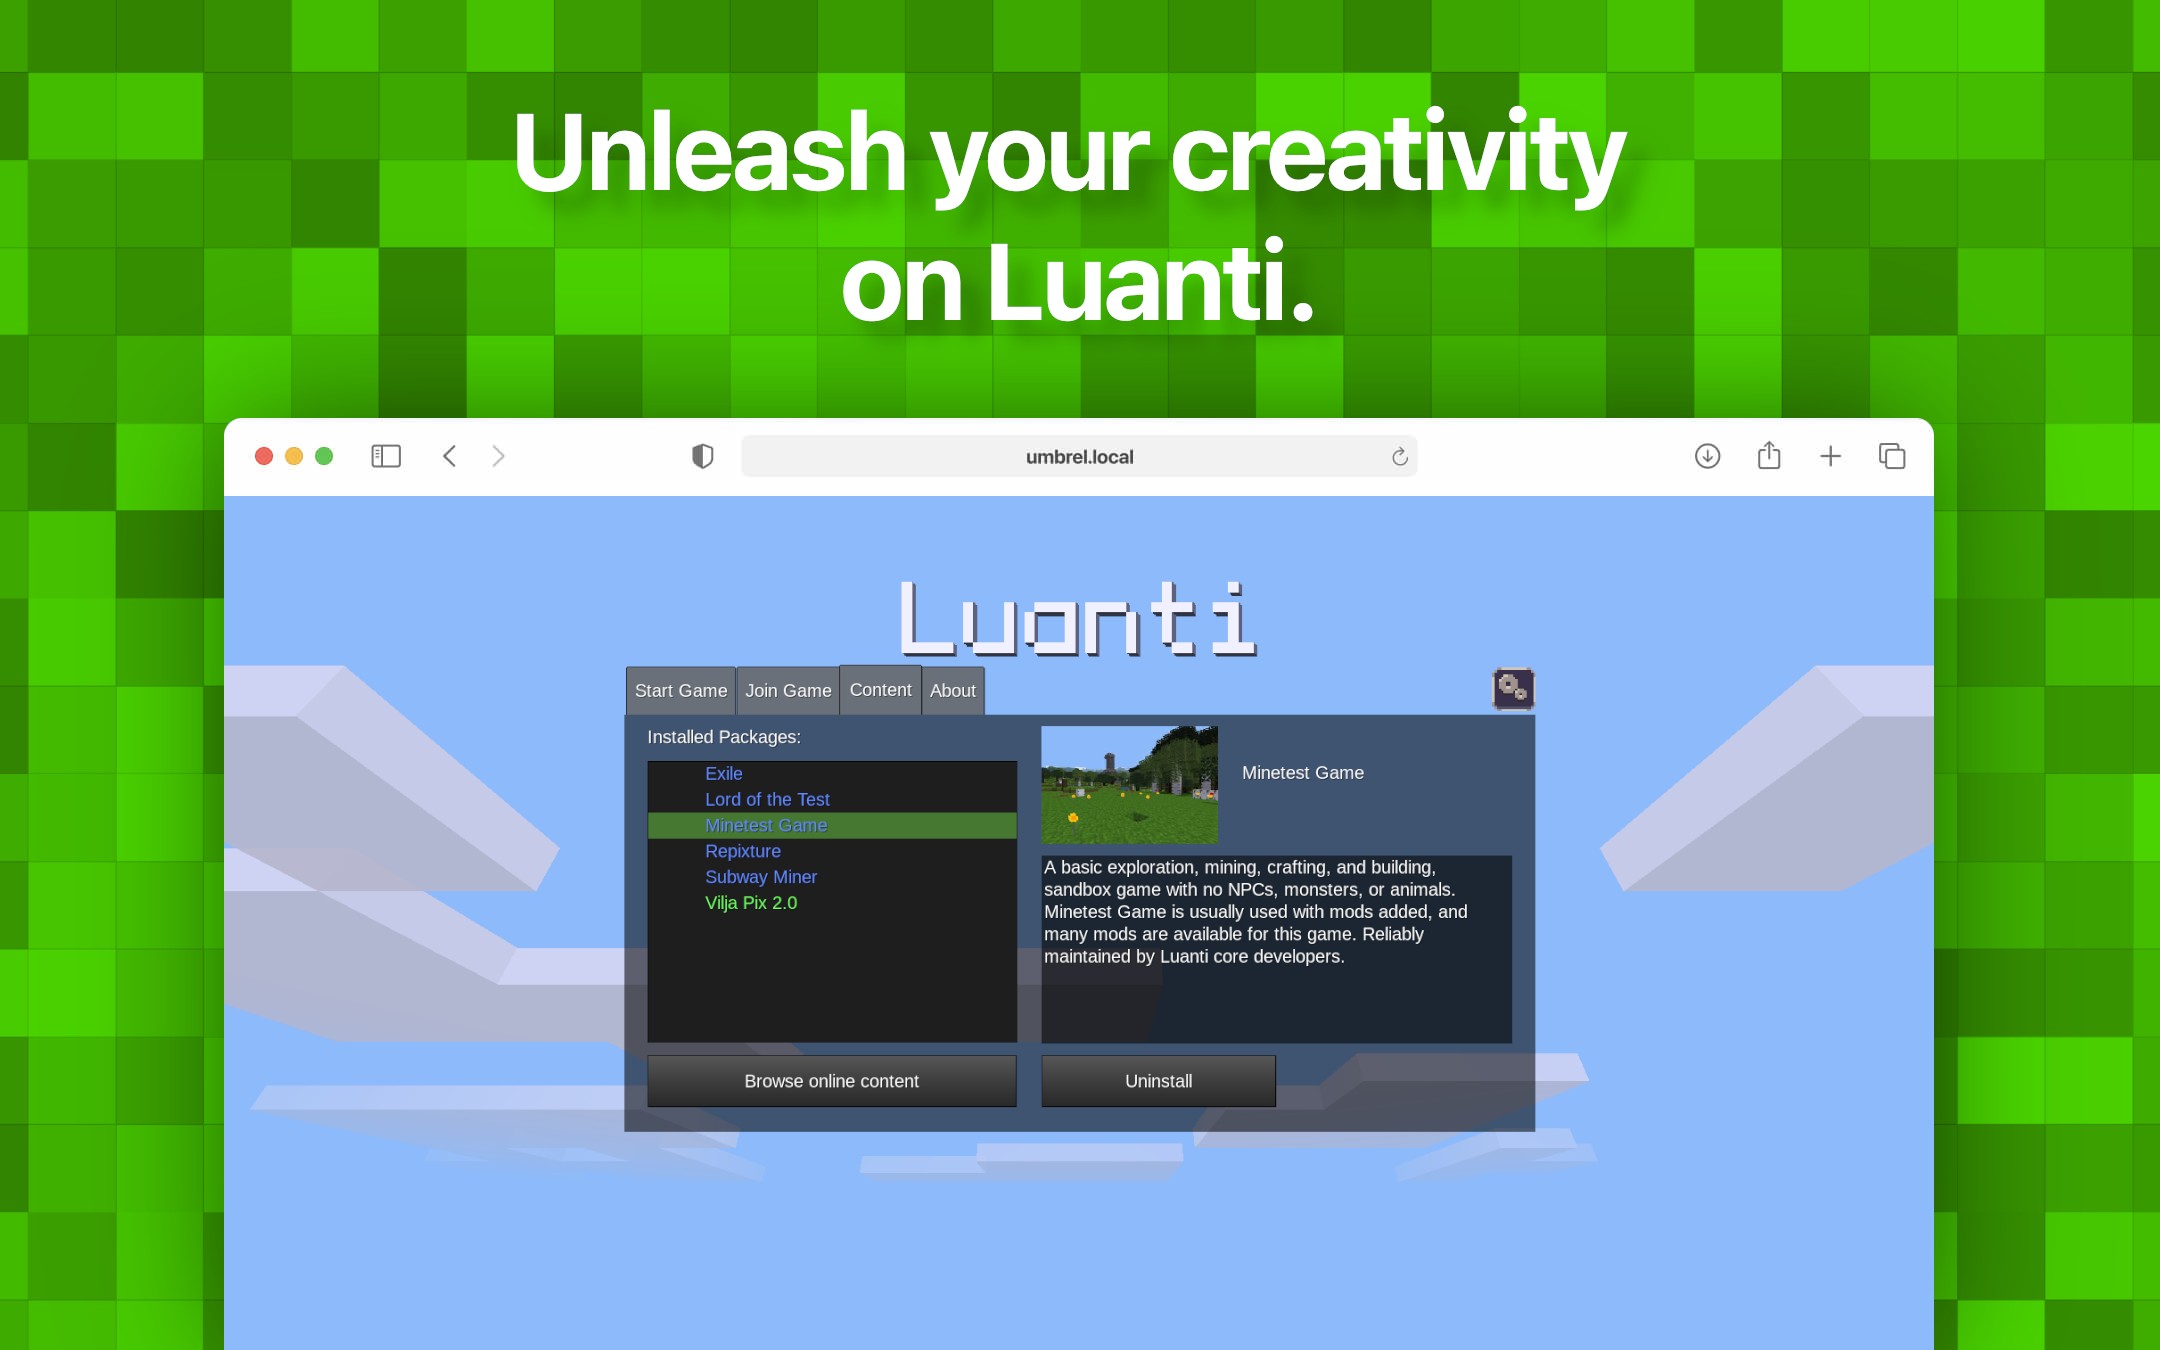 Unleash your creativity
on Luanti.
umbrel.local
Luanti
Start Game Join Game Content About
Installed Packages:
Exile
Lord of the Test
Minetest Game
Repixture
Subway Miner
Vilja Pix 2.0
Browse online content
Minetest Game
A basic exploration, mining, crafting, and building,
sandbox game with no NPCs, monsters, or animals.
Minetest Game is usually used with mods added, and
many mods are available for this game. Reliably
maintained by Luanti core developers.
Uninstall